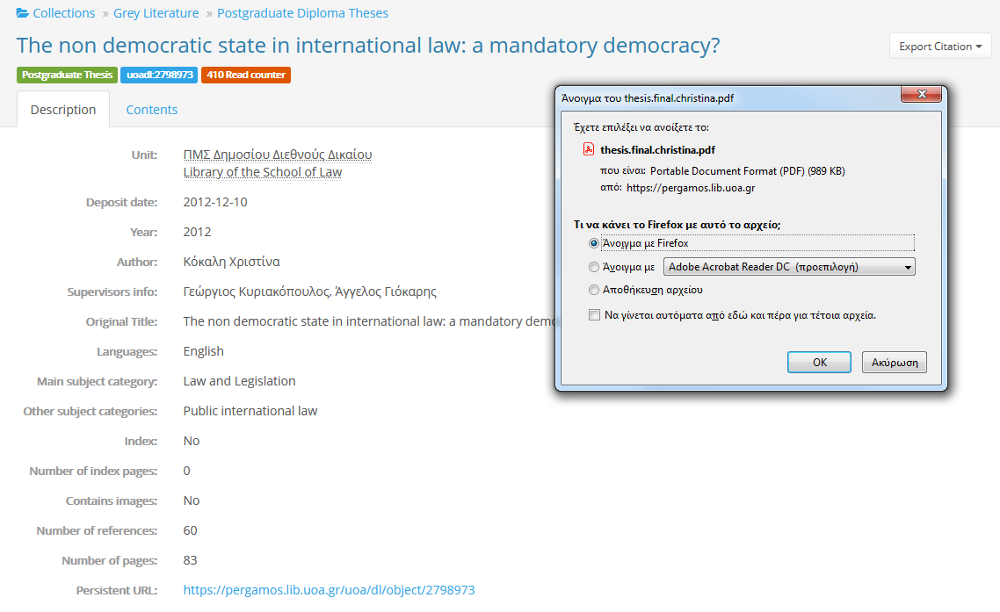 Collections » Grey Literature » Postgraduate Diploma Theses
The non democratic state in international law: a mandatory democracy?
Export Citation
Postgraduate Thesis uoadl:2798973 410 Read counter
Description Contents
Unit: ΠΜΣ Δημοσίου Διεθνούς Δικαίου
Library of the School of Law
Deposit date: 2012-12-10
Year: 2012
Author: Κόκαλη Χριστίνα
Supervisors info: Γεώργιος Κυριακόπουλος, Άγγελος Γιόκαρης
Original Title: The non democratic state in international law: a mandatory demo
Languages: English
Main subject category: Law and Legislation
Other subject categories: Public international law
Index: No
Number of index pages: 0
Contains images: No
Number of references: 60
Number of pages: 83
Persistent URL: https://pergamos.lib.uoa.gr/uoa/dl/object/2798973
Άνοιγμα του thesis.final.christina.pdf
Έχετε επιλέξει να ανοίξετε το:
thesis.final.christina.pdf
που είναι: Portable Document Format (PDF) (989 KB)
από: https://pergamos.lib.uoa.gr
Τι να κάνει το Firefox με αυτό το αρχείο;
Άνοιγμα με Firefox
Άνοιγμα με Adobe Acrobat Reader DC (προεπιλογή)
Αποθήκευση αρχείου
Να γίνεται αυτόματα από εδώ και πέρα για τέτοια αρχεία.
OK Ακύρωση